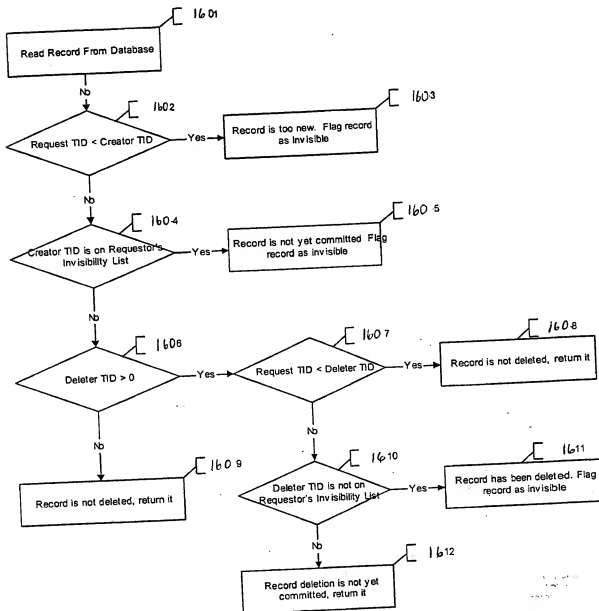 1601
Read Record From Database
No
1602
Request TID < Creator TID
Yes
1603
Record is too new. Flag record
as Invisible
No
1604
Creator TID is on Requestor's
Invisibility List
Yes
1605
Record is not yet committed Flag
record as invisible
No
1606
Deleter TID > 0
Yes
1607
Request TID < Deleter TID
Yes
1608
Record is not deleted, return it
No
1609
Record is not deleted, return it
No
1610
Deleter TID is not on
Requestor's Invisibility List
Yes
1611
Record has been deleted. Flag
record as invisible
No
1612
Record deletion is not yet
committed, return it